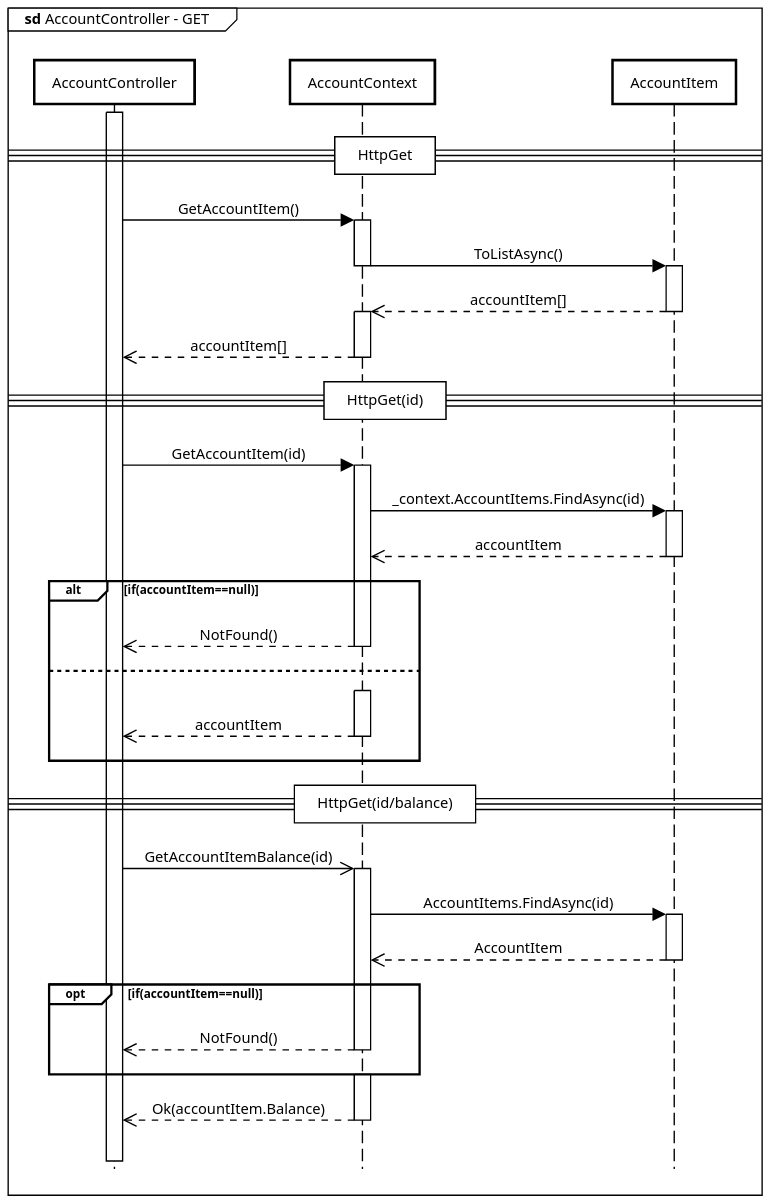 sd AccountController - GET
AccountController
AccountContext
AccountItem
HttpGet
GetAccountItem()
ToListAsync()
accountItem[]
accountItem[]
HttpGet(id)
GetAccountItem(id)
_context.AccountItems.FindAsync(id)
accountItem
alt
[if(accountItem==null)]
NotFound()
accountItem
HttpGet(id/balance)
GetAccountItemBalance(id)
AccountItems.FindAsync(id)
AccountItem
opt
[if(accountItem==null)]
NotFound()
Ok(accountItem.Balance)